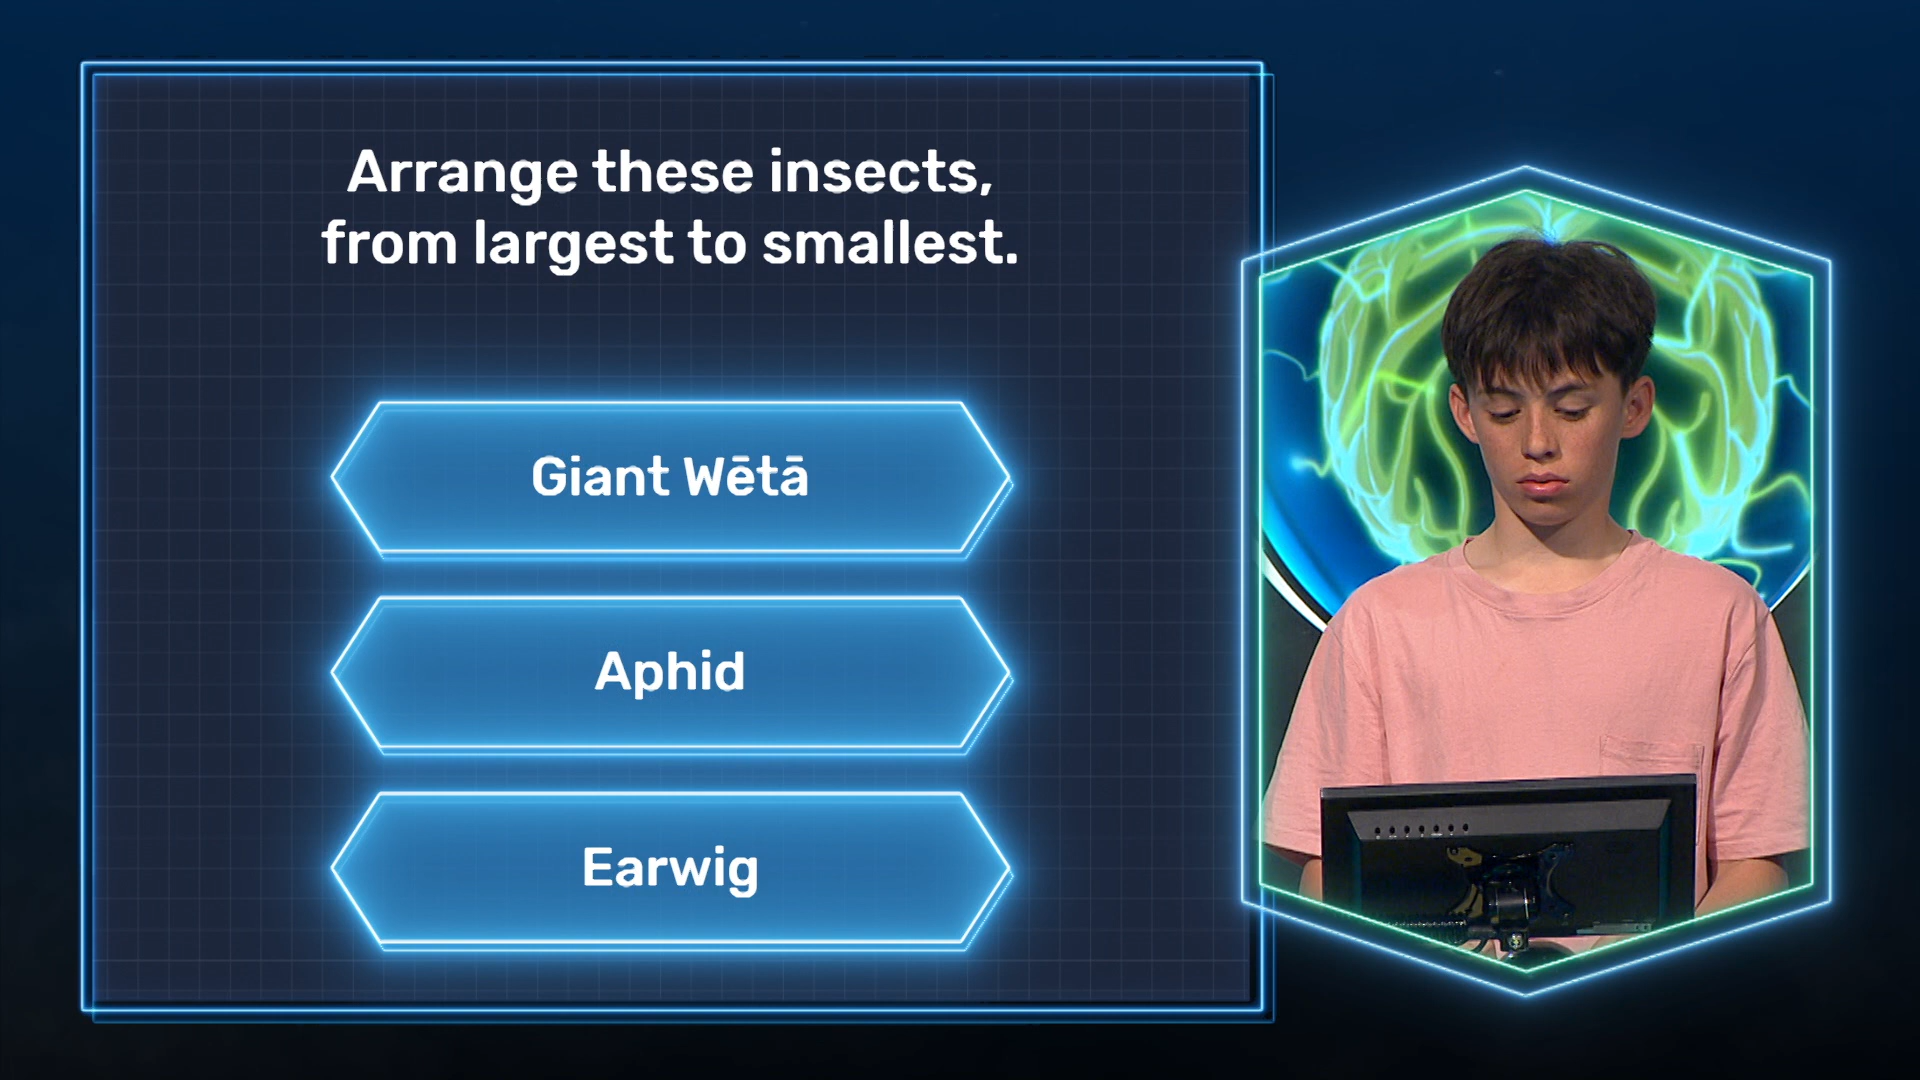 Arrange these insects,
from largest to smallest.
Giant Wētā
Aphid
Earwig